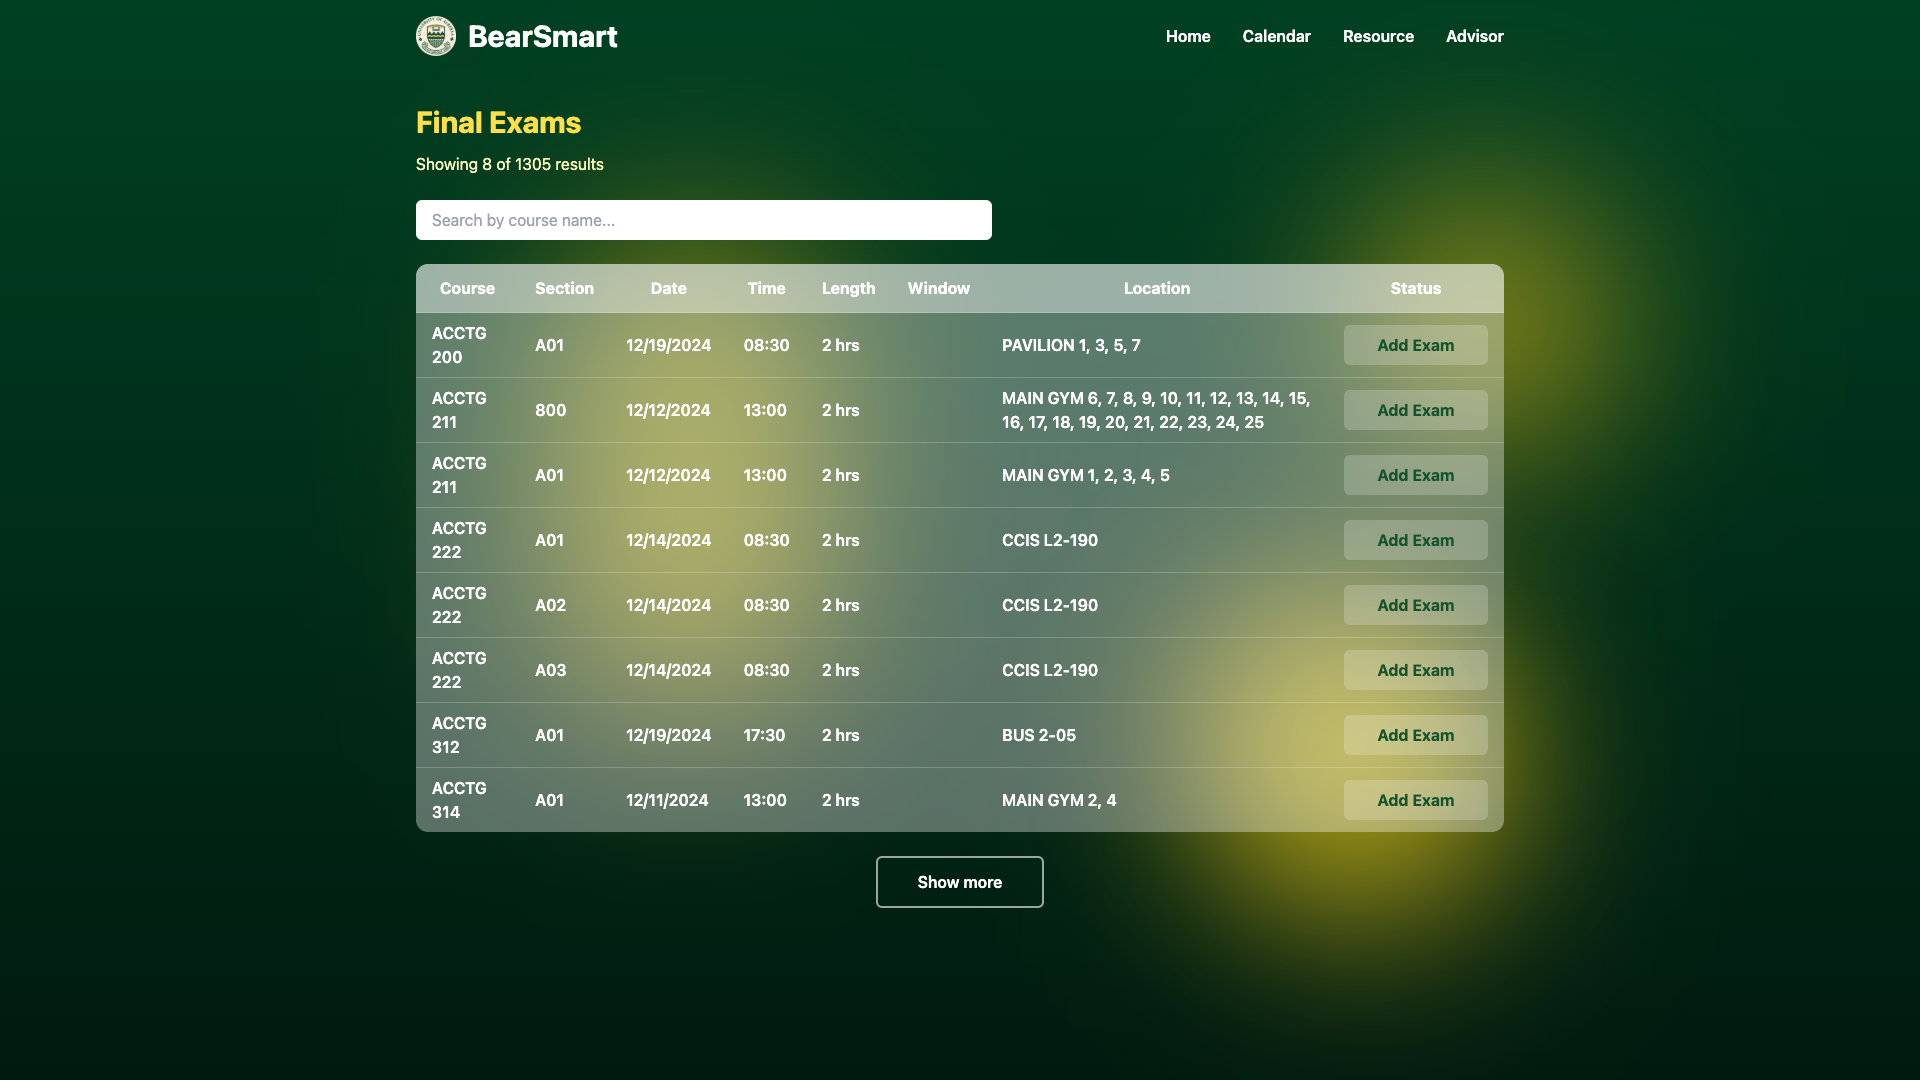 BearSmart
Home Calendar Resource Advisor
Final Exams
Showing 8 of 1305 results
Search by course name...
Course Section Date Time Length Window Location Status
ACCTG 200 A01 12/19/2024 08:30 2 hrs PAVILION 1, 3, 5, 7 Add Exam
ACCTG 211 800 12/12/2024 13:00 2 hrs MAIN GYM 6, 7, 8, 9, 10, 11, 12, 13, 14, 15, 16, 17, 18, 19, 20, 21, 22, 23, 24, 25 Add Exam
ACCTG 211 A01 12/12/2024 13:00 2 hrs MAIN GYM 1, 2, 3, 4, 5 Add Exam
ACCTG 222 A01 12/14/2024 08:30 2 hrs CCIS L2-190 Add Exam
ACCTG 222 A02 12/14/2024 08:30 2 hrs CCIS L2-190 Add Exam
ACCTG 222 A03 12/14/2024 08:30 2 hrs CCIS L2-190 Add Exam
ACCTG 312 A01 12/19/2024 17:30 2 hrs BUS 2-05 Add Exam
ACCTG 314 A01 12/11/2024 13:00 2 hrs MAIN GYM 2, 4 Add Exam
Show more